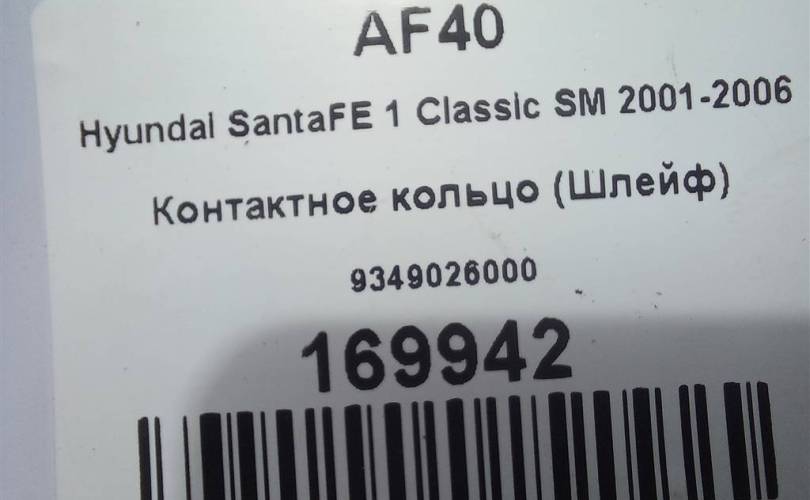 AF40
Hyundai SantaFE 1 Classic SM 2001-2006
Контактное кольцо (Шлейф)
9349026000
169942